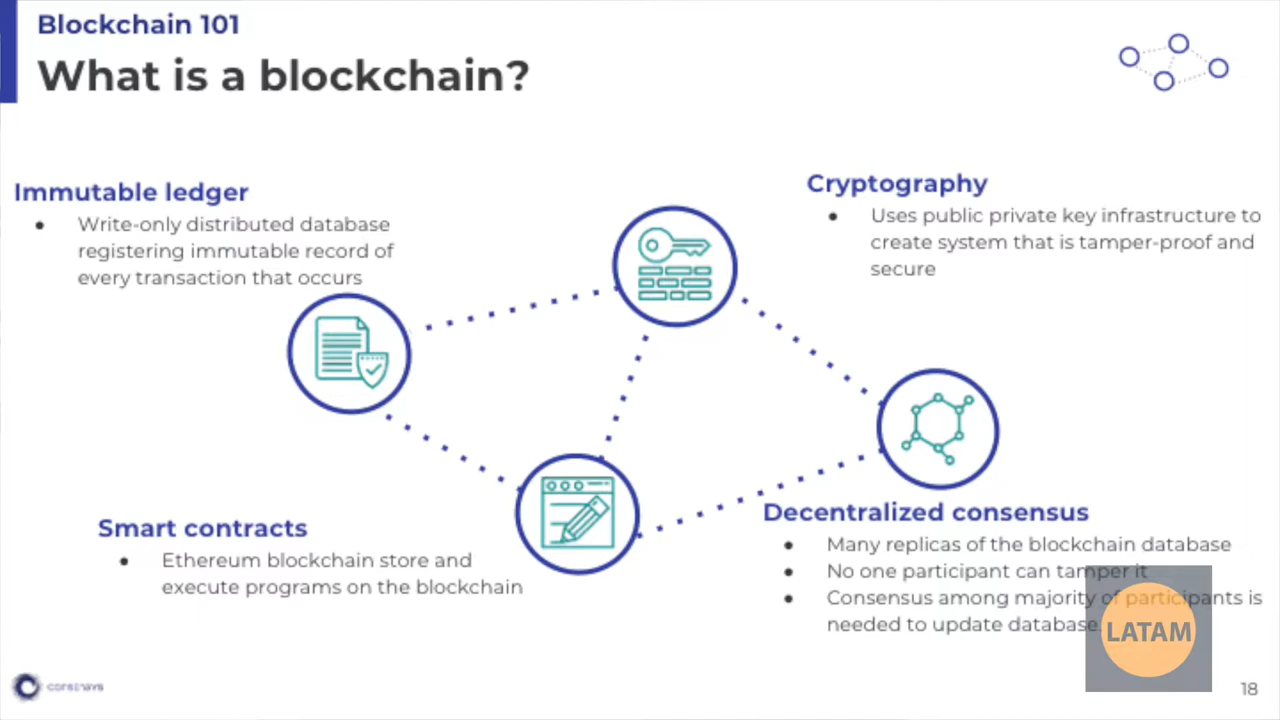 Blockchain 101
What is a blockchain?
Immutable ledger
● Write-only distributed database
registering immutable record of
every transaction that occurs
Cryptography
● Uses public private key infrastructure to
create system that is tamper-proof and
secure
Smart contracts
● Ethereum blockchain store and
execute programs on the blockchain
Decentralized consensus
● Many replicas of the blockchain database
● No one participant can tamper it
● Consensus among majority of participants is
needed to update database.
LATAM
18